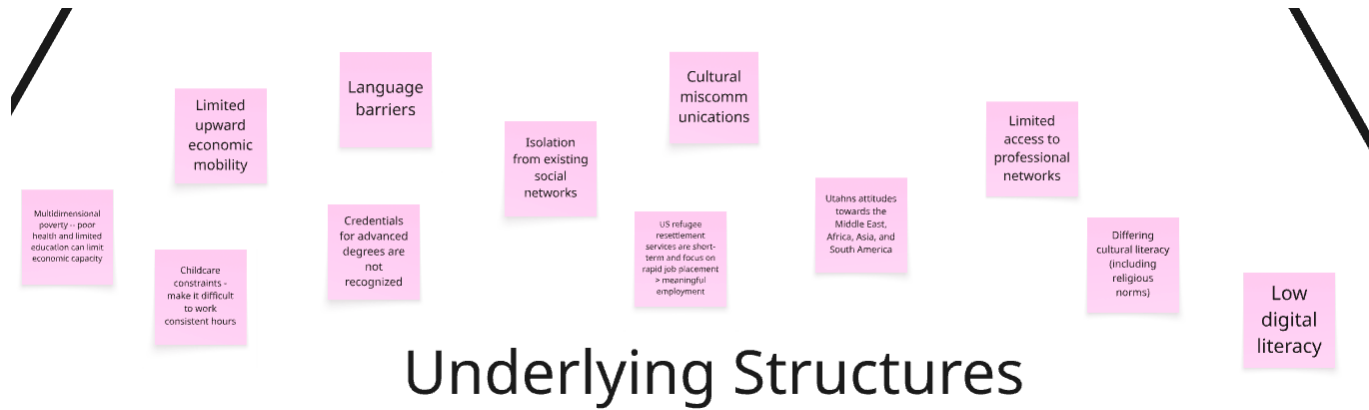 Limited
upward
economic
mobility
Language
barriers
Isolation
from existing
social
networks
Cultural
miscomm
unications
Limited
access to
professional
networks
Multidimensional
poverty -- poor
health and limited
education can limit
economic capacity
Childcare
constraints -
make it difficult
to work
consistent hours
Credentials
for advanced
degrees are
not
recognized
US refugee
resettlement
services are short-
term and focus on
rapid job placement
> meaningful
employment
Utahns attitudes
towards the
Middle East,
Africa, Asia, and
South America
Differing
cultural literacy
(including
religious
norms)
Low
digital
literacy
Underlying Structures